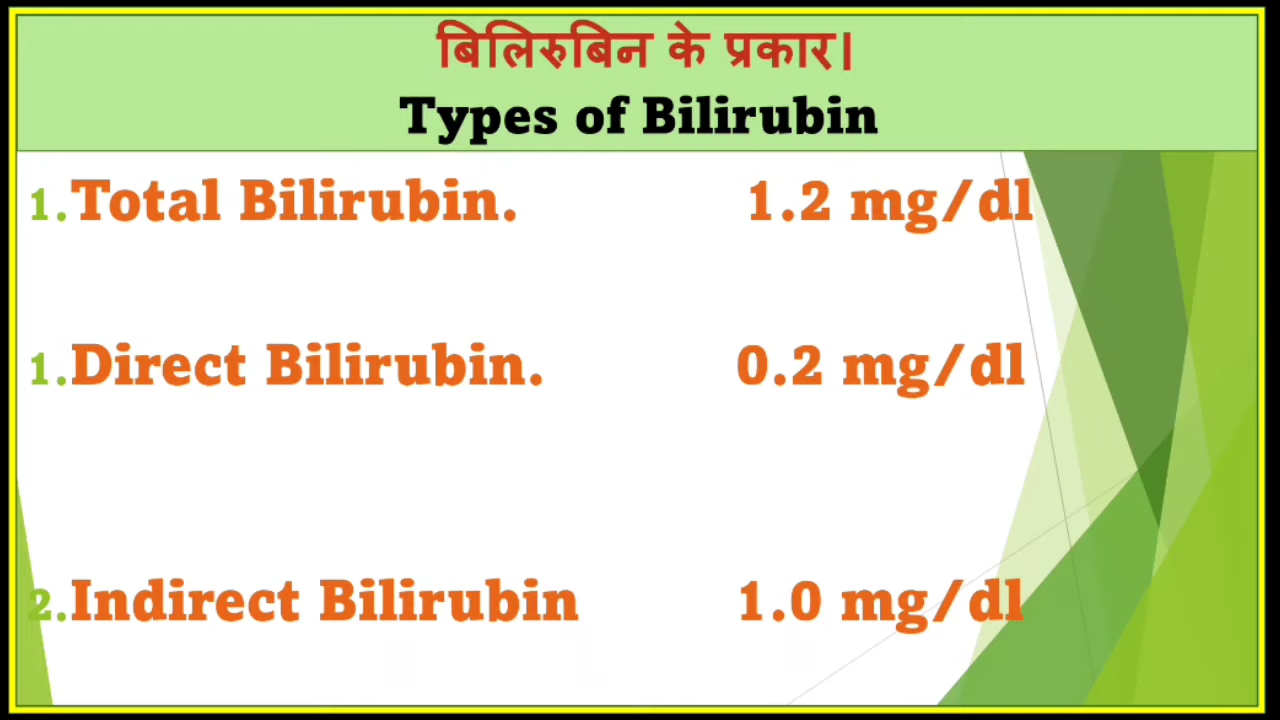 बिलिरुबिन के प्रकार।
Types of Bilirubin
1.Total Bilirubin. 1.2 mg/dl
1.Direct Bilirubin. 0.2 mg/dl
2.Indirect Bilirubin 1.0 mg/dl